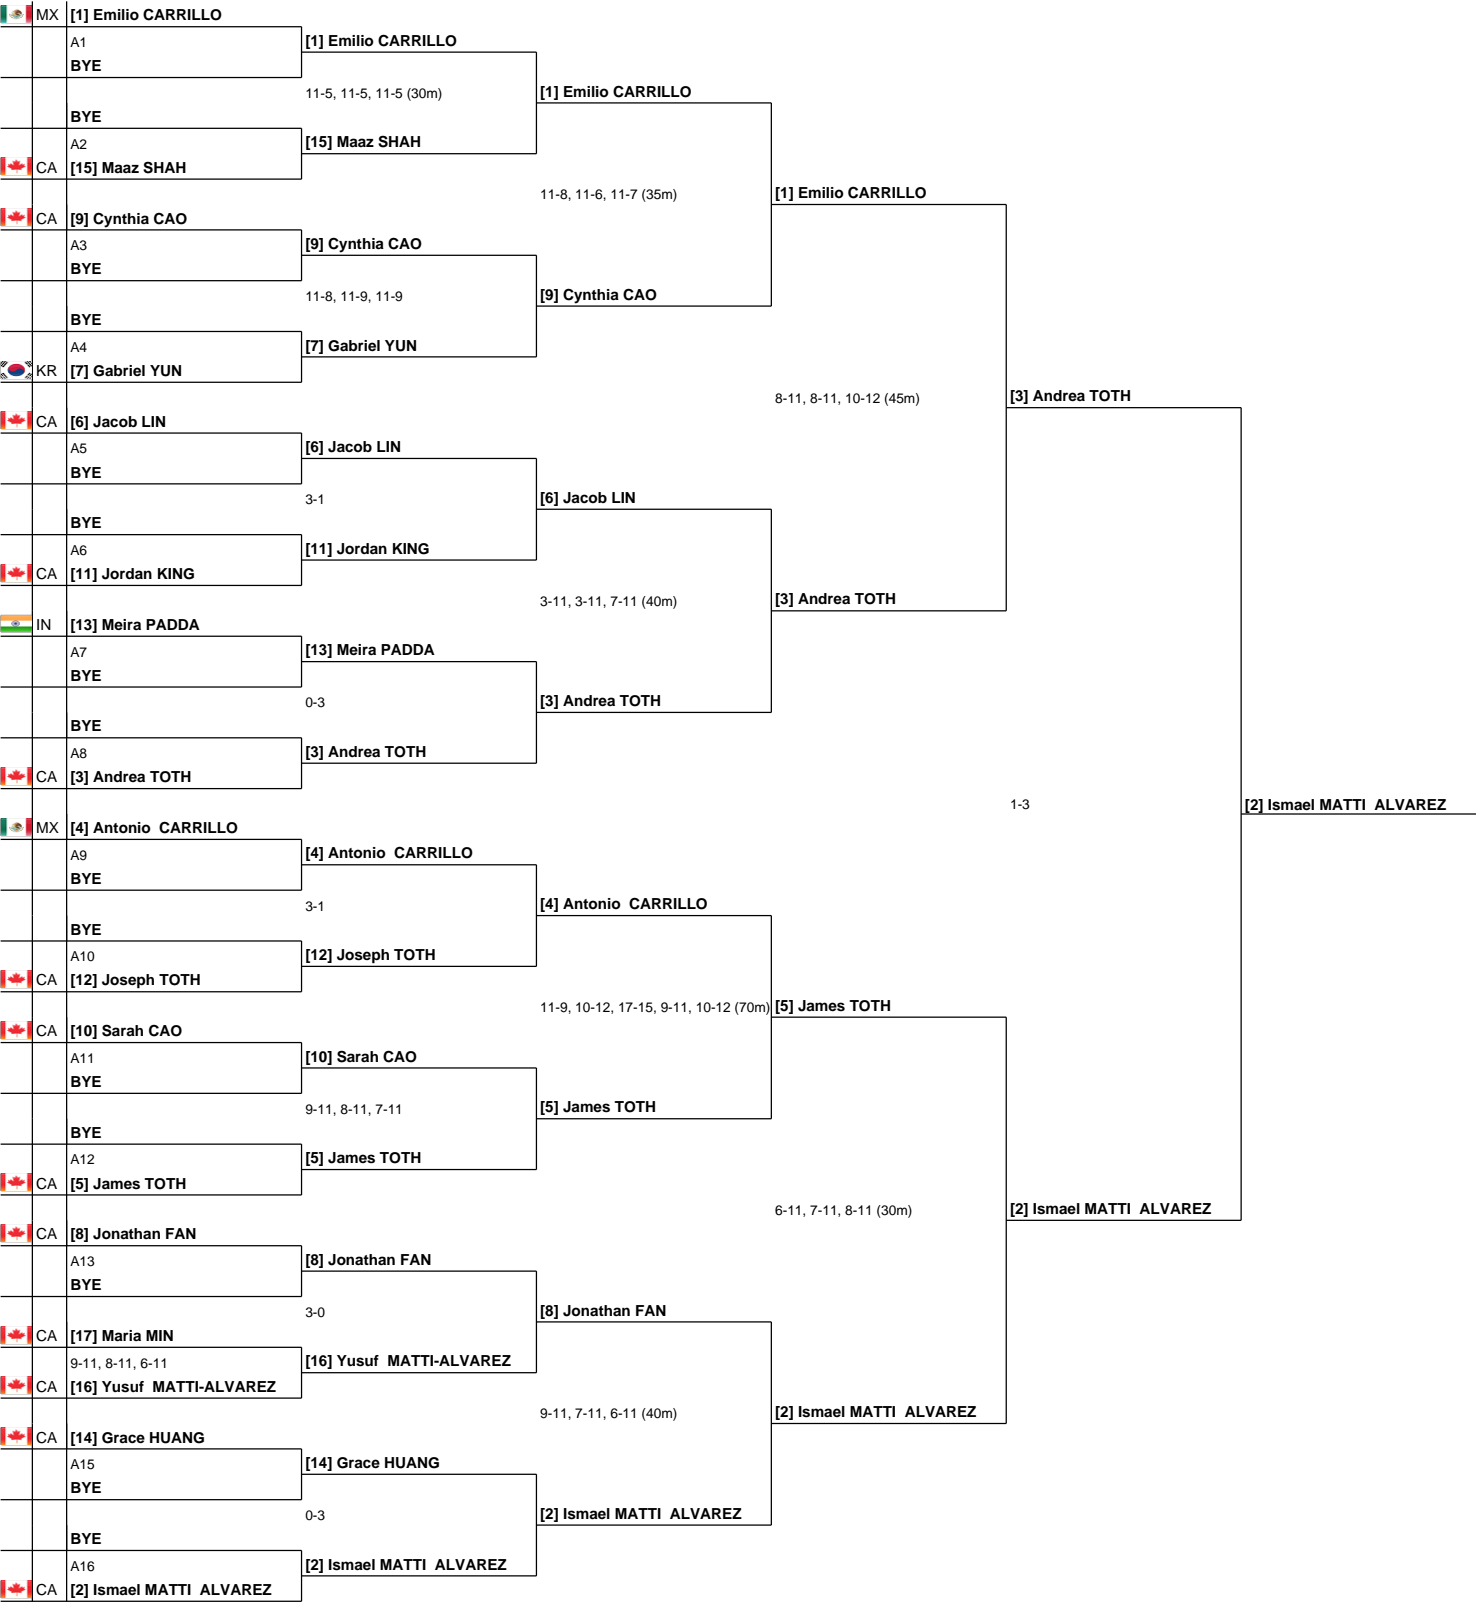 MX [1] Emilio CARRILLO
A1
BYE
[1] Emilio CARRILLO
11-5, 11-5, 11-5 (30m)
[1] Emilio CARRILLO
BYE
A2
CA [15] Maaz SHAH
[15] Maaz SHAH
11-8, 11-6, 11-7 (35m)
[1] Emilio CARRILLO
CA [9] Cynthia CAO
A3
BYE
[9] Cynthia CAO
11-8, 11-9, 11-9
[9] Cynthia CAO
BYE
A4
KR [7] Gabriel YUN
[7] Gabriel YUN
8-11, 8-11, 10-12 (45m)
[3] Andrea TOTH
CA [6] Jacob LIN
A5
BYE
[6] Jacob LIN
3-1
[6] Jacob LIN
BYE
A6
CA [11] Jordan KING
[11] Jordan KING
3-11, 3-11, 7-11 (40m)
[3] Andrea TOTH
IN [13] Meira PADDA
A7
BYE
[13] Meira PADDA
0-3
[3] Andrea TOTH
BYE
A8
CA [3] Andrea TOTH
[3] Andrea TOTH
1-3
[2] Ismael MATTI  ALVAREZ
MX [4] Antonio  CARRILLO
A9
BYE
[4] Antonio  CARRILLO
3-1
[4] Antonio  CARRILLO
BYE
A10
CA [12] Joseph TOTH
[12] Joseph TOTH
11-9, 10-12, 17-15, 9-11, 10-12 (70m)
[5] James TOTH
CA [10] Sarah CAO
A11
BYE
[10] Sarah CAO
9-11, 8-11, 7-11
[5] James TOTH
BYE
A12
CA [5] James TOTH
[5] James TOTH
6-11, 7-11, 8-11 (30m)
[2] Ismael MATTI  ALVAREZ
CA [8] Jonathan FAN
A13
BYE
[8] Jonathan FAN
3-0
[8] Jonathan FAN
CA [17] Maria MIN
9-11, 8-11, 6-11
CA [16] Yusuf  MATTI-ALVAREZ
[16] Yusuf  MATTI-ALVAREZ
9-11, 7-11, 6-11 (40m)
[2] Ismael MATTI  ALVAREZ
CA [14] Grace HUANG
A15
BYE
[14] Grace HUANG
0-3
[2] Ismael MATTI  ALVAREZ
BYE
A16
CA [2] Ismael MATTI  ALVAREZ
[2] Ismael MATTI  ALVAREZ